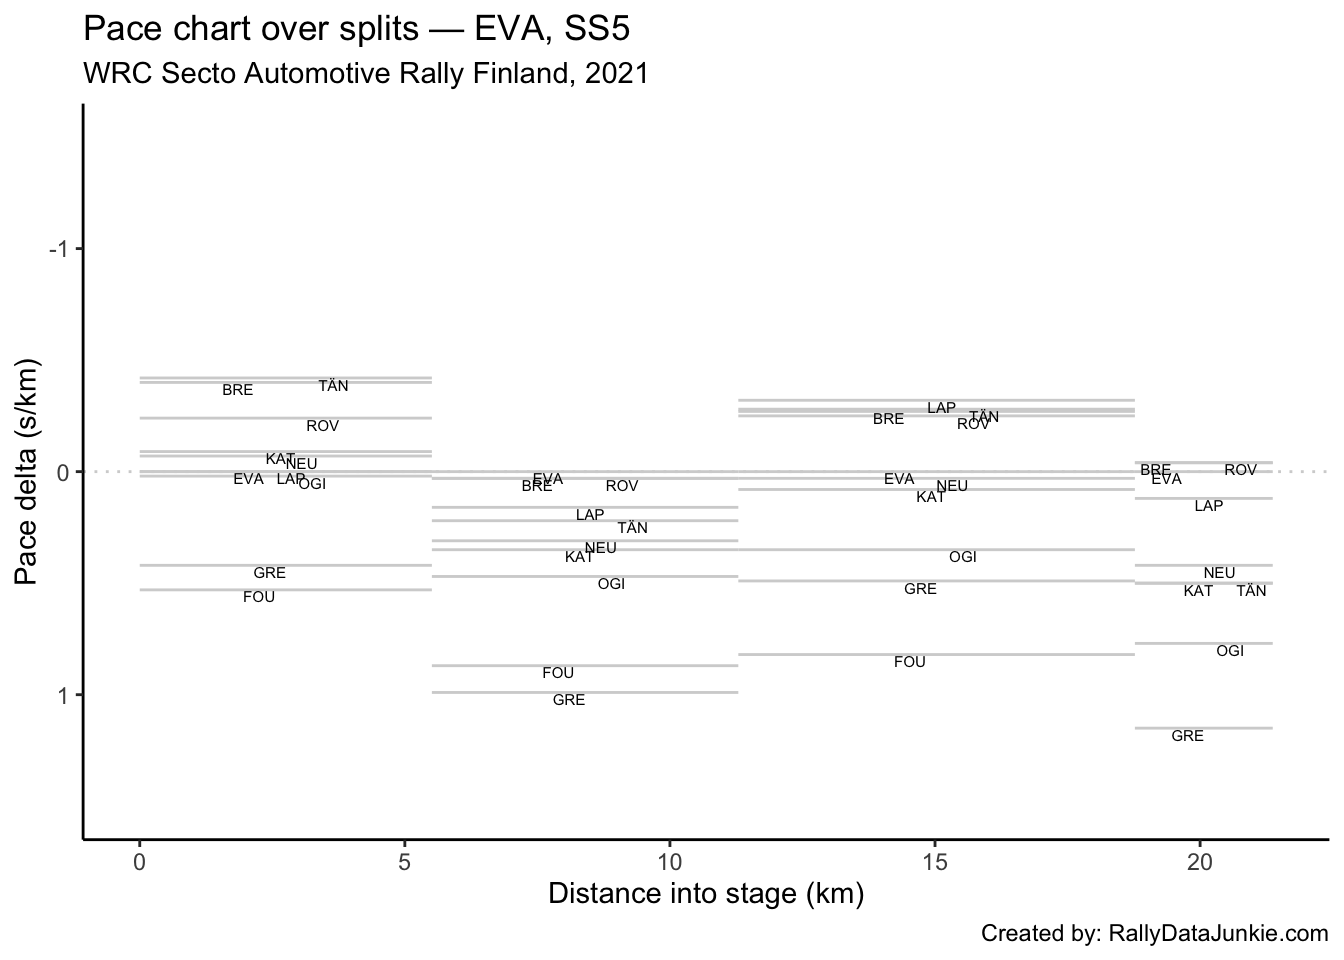 Pace chart over splits — EVA, SS5
WRC Secto Automotive Rally Finland, 2021
Pace delta (s/km)
-1
0
1
BRE TÄN
ROV
KAT
NEU
EVA LAP
OGI
GRE
FOU
EVA
BRE ROV
LAP
TÄN
NEU
KAT
OGI
FOU
GRE
LAP
TÄN
BRE
ROV
EVA
NEU
KAT
OGI
GRE
FOU
BRE ROV
EVA
LAP
NEU
KAT TÄN
OGI
GRE
0 5 10 15 20
Distance into stage (km)
Created by: RallyDataJunkie.com